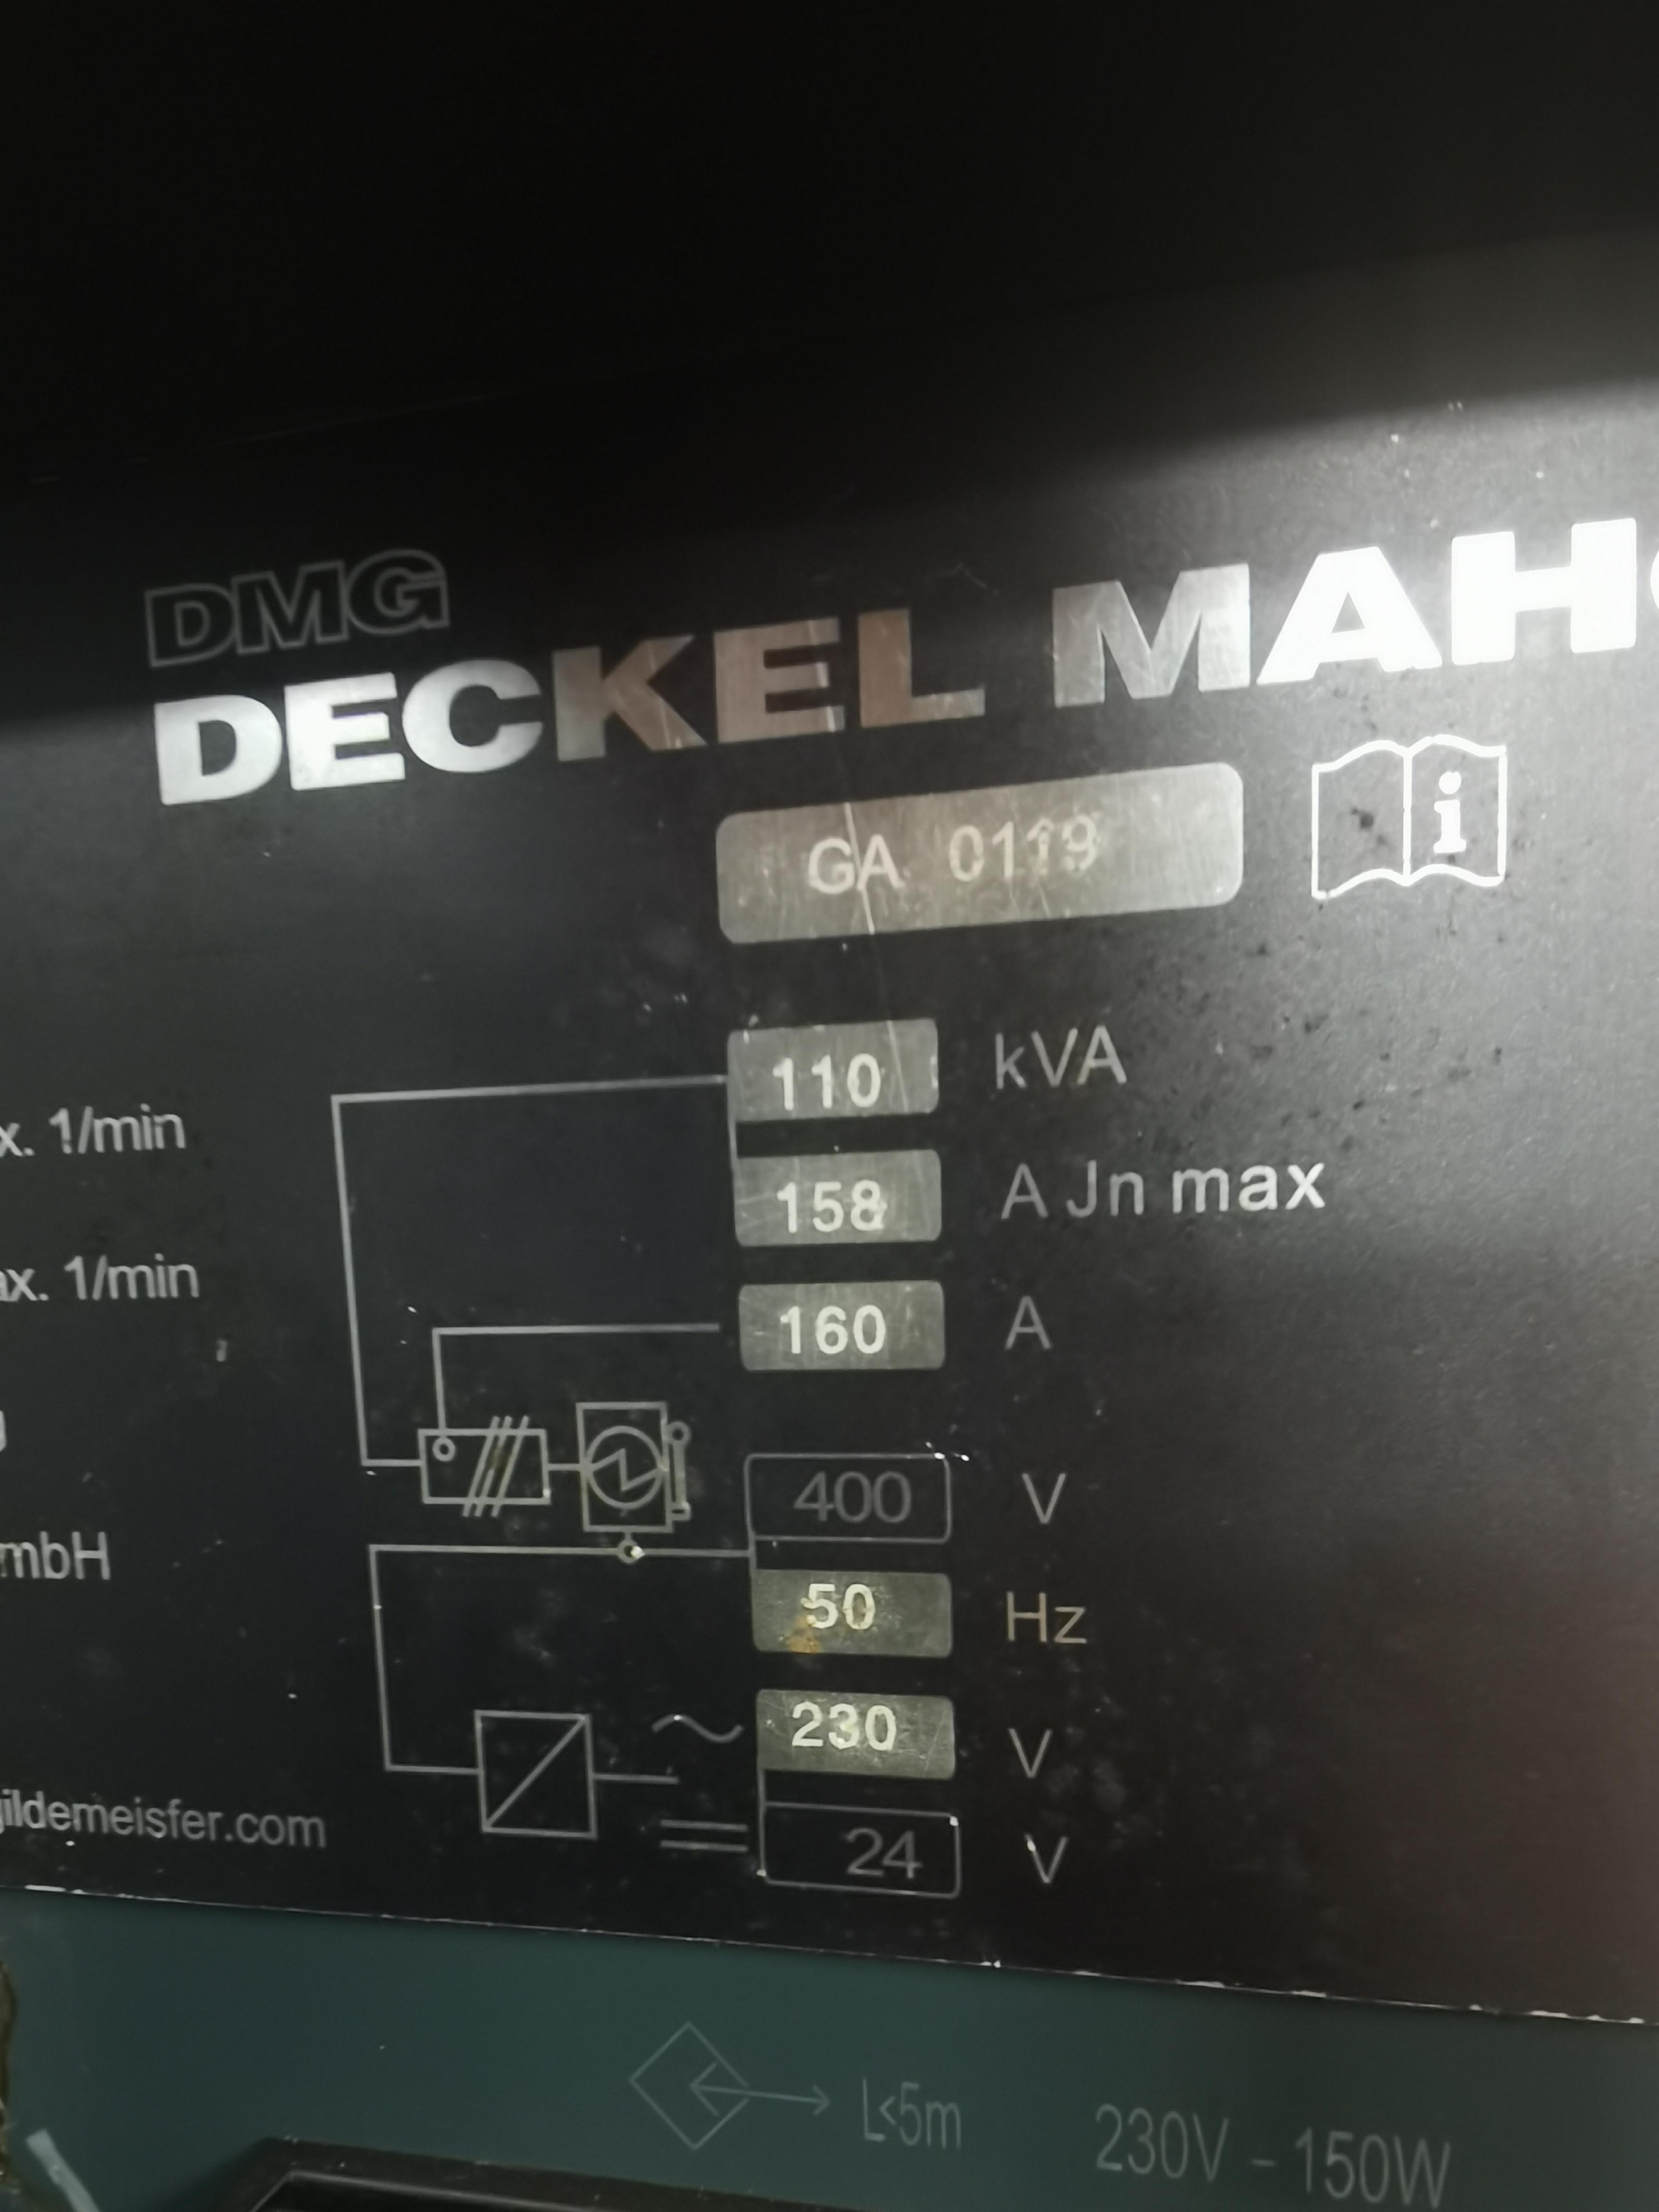 DMG
DECKEL MAH
GA 0119
110 kVA
x. 1/min
158 A Jn max
ax. 1/min
160 A
400 V
mbH
50 Hz
230 V
ildemeisfer.com
24 V
L<5m
230V - 150W